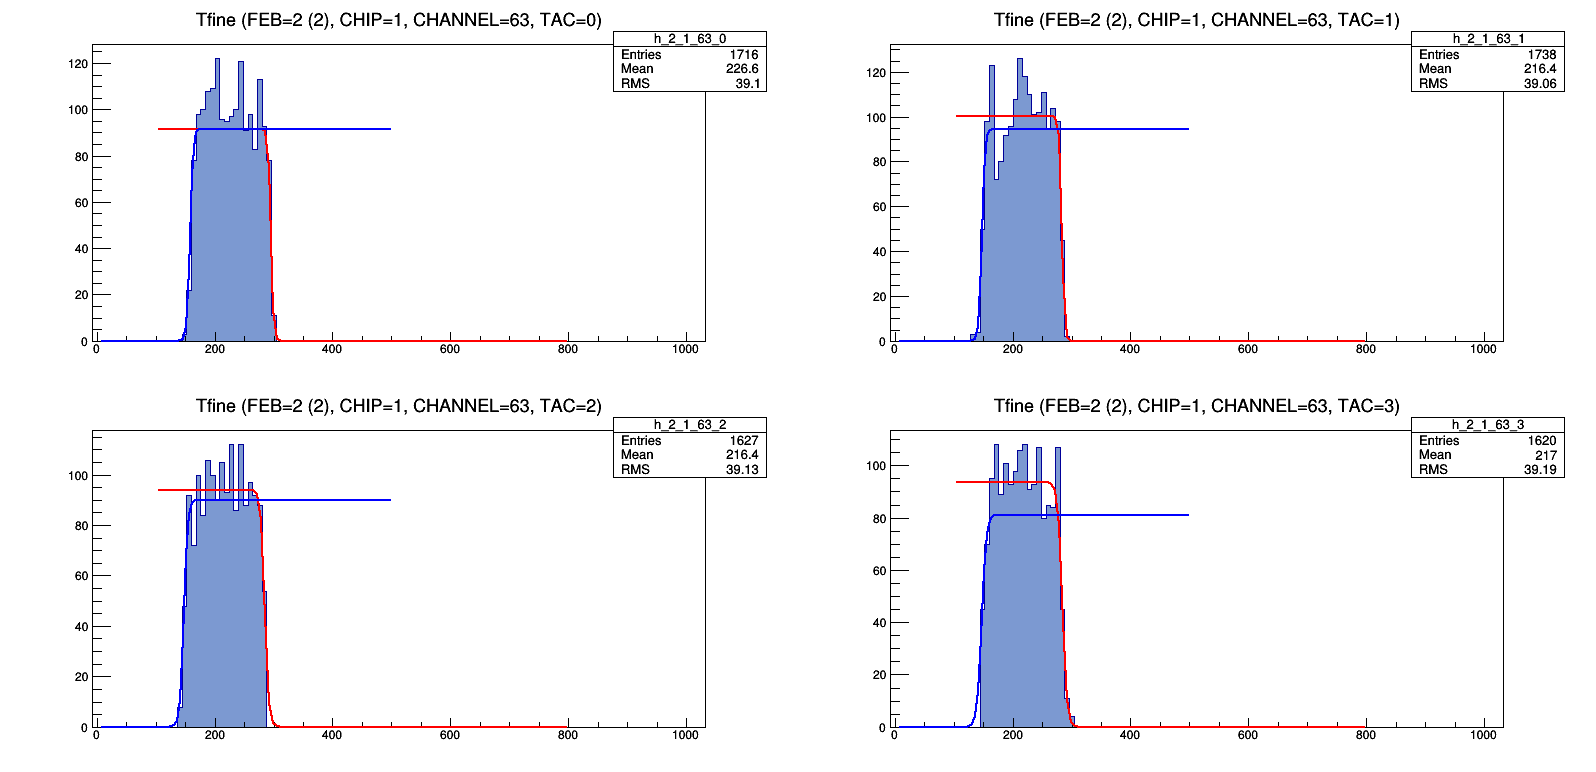 Tfine (FEB=2 (2), CHIP=1, CHANNEL=63, TAC=0)
h_2_1_63_0
Entries 1716
Mean 226.6
RMS 39.1
120
100
80
60
40
20
0
0 200 400 600 800 1000
Tfine (FEB=2 (2), CHIP=1, CHANNEL=63, TAC=1)
h_2_1_63_1
Entries 1738
Mean 216.4
RMS 39.06
120
100
80
60
40
20
0
0 200 400 600 800 1000
Tfine (FEB=2 (2), CHIP=1, CHANNEL=63, TAC=2)
h_2_1_63_2
Entries 1627
Mean 216.4
RMS 39.13
100
80
60
40
20
0
0 200 400 600 800 1000
Tfine (FEB=2 (2), CHIP=1, CHANNEL=63, TAC=3)
h_2_1_63_3
Entries 1620
Mean 217
RMS 39.19
100
80
60
40
20
0
0 200 400 600 800 1000